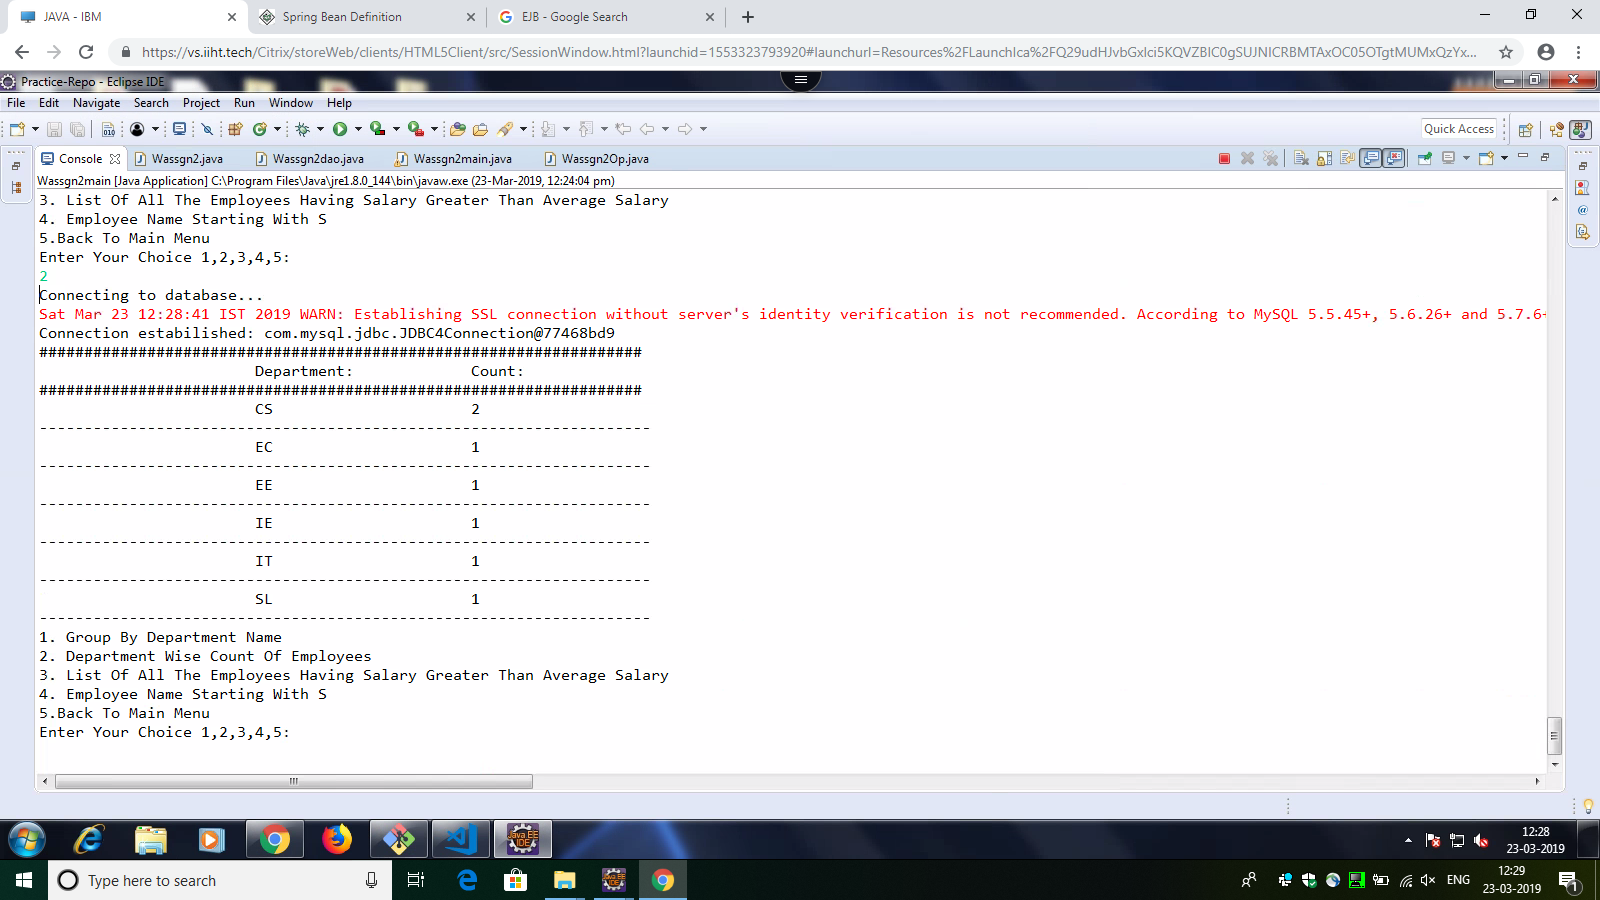 JAVA - IBM
Spring Bean Definition
EJB - Google Search
https://vs.iiht.tech/Citrix/storeWeb/clients/HTML5Client/src/SessionWindow.html?launchid=1553323793920#launchurl=Resources%2FLaunchIca%2FQ29udHJvbGxlci5KQVZBIC0gSUJNICRBMTAxOC05OTgtMUMxQzYx...
Practice-Repo - Eclipse IDE
File Edit Navigate Search Project Run Window Help
Quick Access
Console Wassgn2.java Wassgn2dao.java Wassgn2main.java Wassgn2Op.java
Wassgn2main [Java Application] C:\Program Files\Java\jre1.8.0_144\bin\javaw.exe (23-Mar-2019, 12:24:04 pm)
3. List Of All The Employees Having Salary Greater Than Average Salary
4. Employee Name Starting With S
5.Back To Main Menu
Enter Your Choice 1,2,3,4,5:
2
Connecting to database...
Sat Mar 23 12:28:41 IST 2019 WARN: Establishing SSL connection without server's identity verification is not recommended. According to MySQL 5.5.45+, 5.6.26+ and 5.7.6+
Connection estabilished: com.mysql.jdbc.JDBC4Connection@77468bd9
###################################################################
Department: Count:
###################################################################
CS 2
--------------------------------------------------------------------
EC 1
--------------------------------------------------------------------
EE 1
--------------------------------------------------------------------
IE 1
--------------------------------------------------------------------
IT 1
--------------------------------------------------------------------
SL 1
--------------------------------------------------------------------
1. Group By Department Name
2. Department Wise Count Of Employees
3. List Of All The Employees Having Salary Greater Than Average Salary
4. Employee Name Starting With S
5.Back To Main Menu
Enter Your Choice 1,2,3,4,5:
12:28
23-03-2019
Type here to search
ENG
12:29
23-03-2019
1